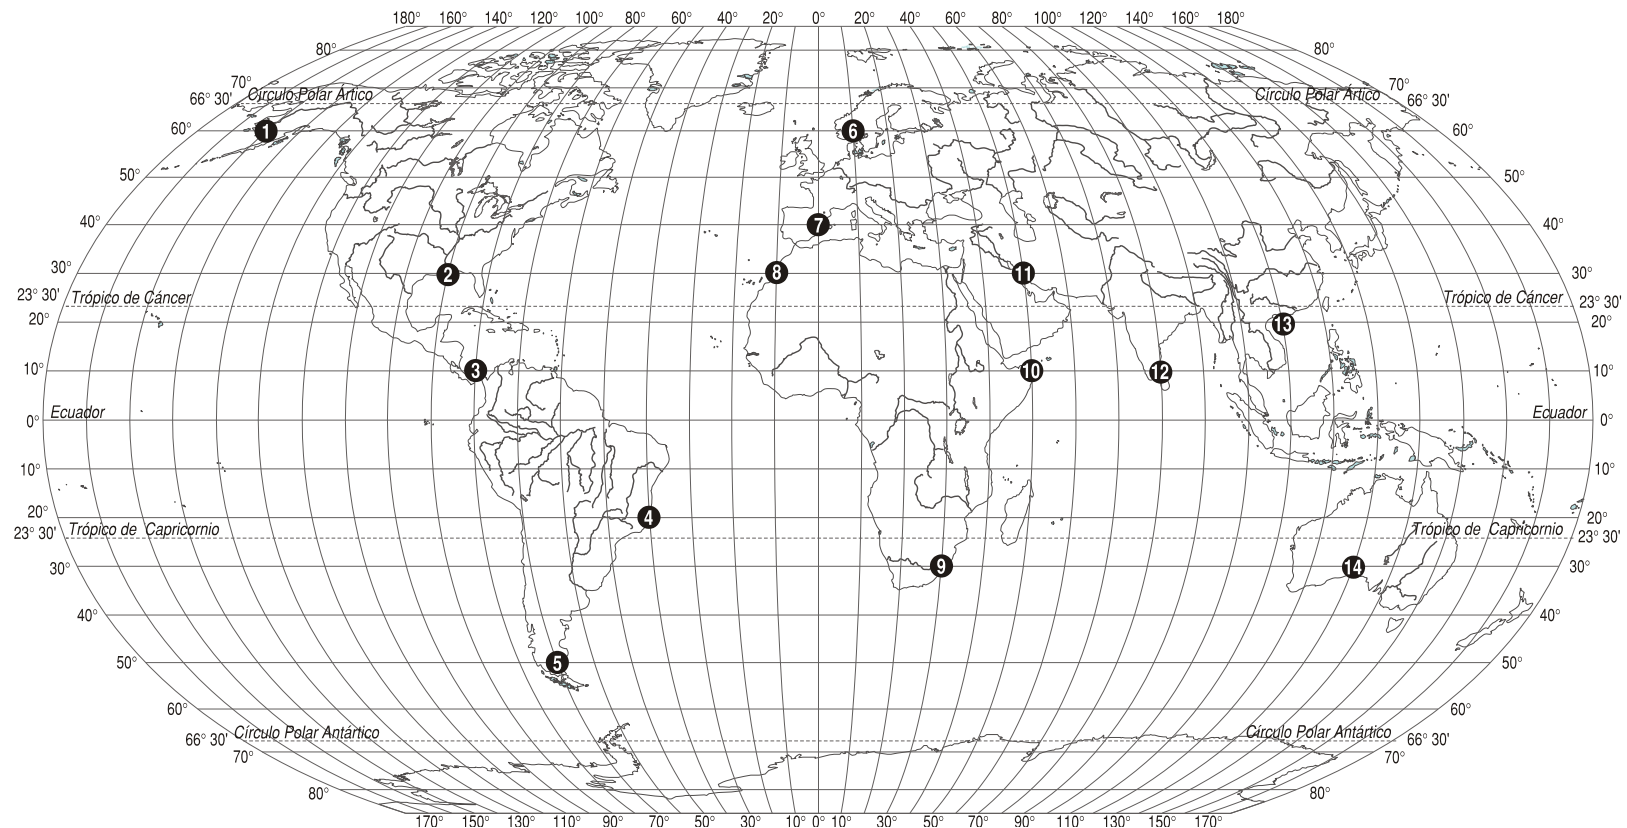 180° 160° 140° 120° 100° 80° 60° 40° 20° 0° 20° 40° 60° 80° 100° 120° 140° 160° 180°
80° 80°
70° 70°
66° 30' Círculo Polar Ártico Círculo Polar Ártico 66° 30'
60° 1 6 60°
50° 50°
40° 7 40°
30° 2 8 11 30°
23° 30' Trópico de Cáncer Trópico de Cáncer 23° 30'
20° 13 20°
10° 3 10 12 10°
Ecuador Ecuador
0° 0°
10° 10°
20° 4 20°
23° 30' Trópico de Capricornio Trópico de Capricornio 23° 30'
30° 9 14 30°
40° 40°
50° 5 50°
60° 60°
66° 30' Círculo Polar Antártico Círculo Polar Antártico 66° 30'
70° 70°
80° 80°
170° 150° 130° 110° 90° 70° 50° 30° 10° 0° 10° 30° 50° 70° 90° 110° 130° 150° 170°